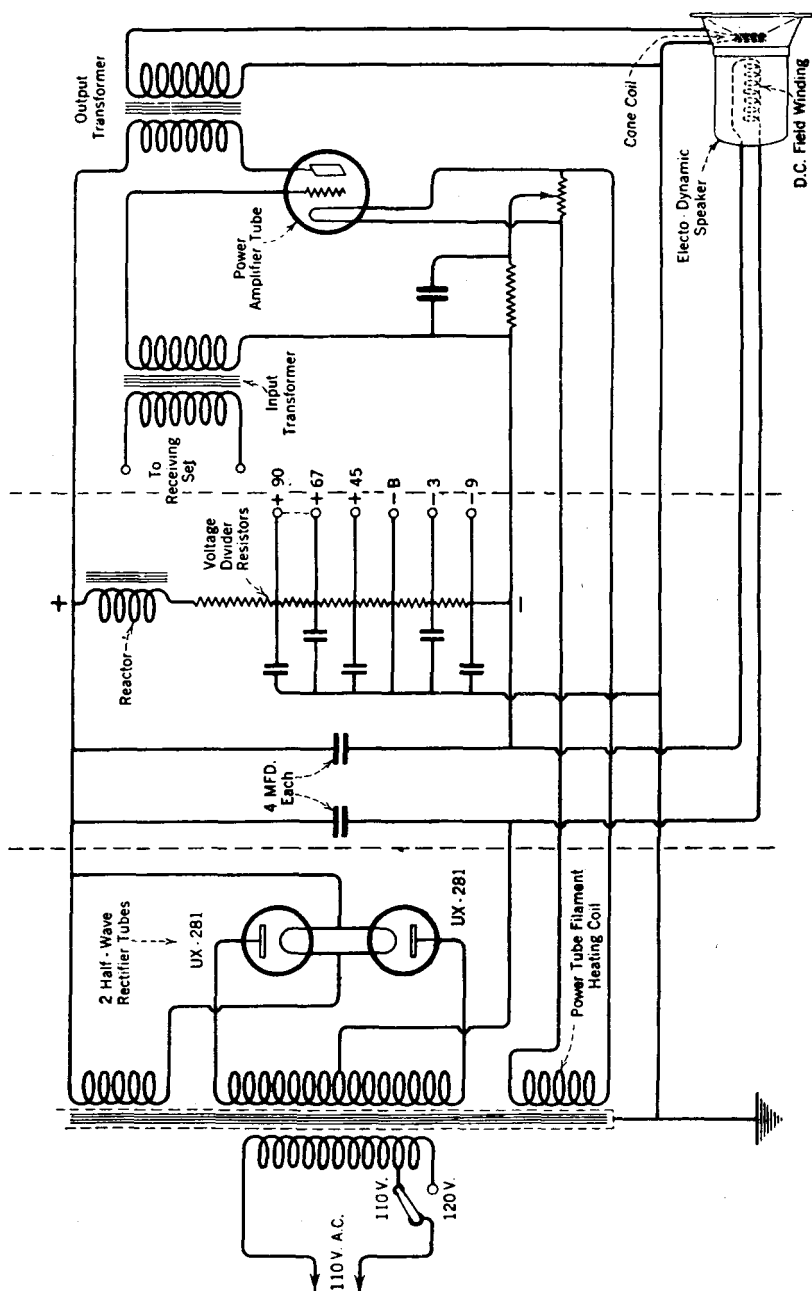 Output
Transformer
Cone Coil
D.C. Field Winding
Electo - Dynamic
Speaker
Power
Amplifier Tube
Input
Transformer
To
Receiving
Set
+ 90
+ 67
+ 45
- B
- 3
- 9
Voltage
Divider
Resistors
+
-
Reactor
4 MFD.
Each
2 Half - Wave
Rectifier Tubes
UX - 281
UX - 281
Power Tube Filament
Heating Coil
110 V.
120 V.
110 V. A.C.